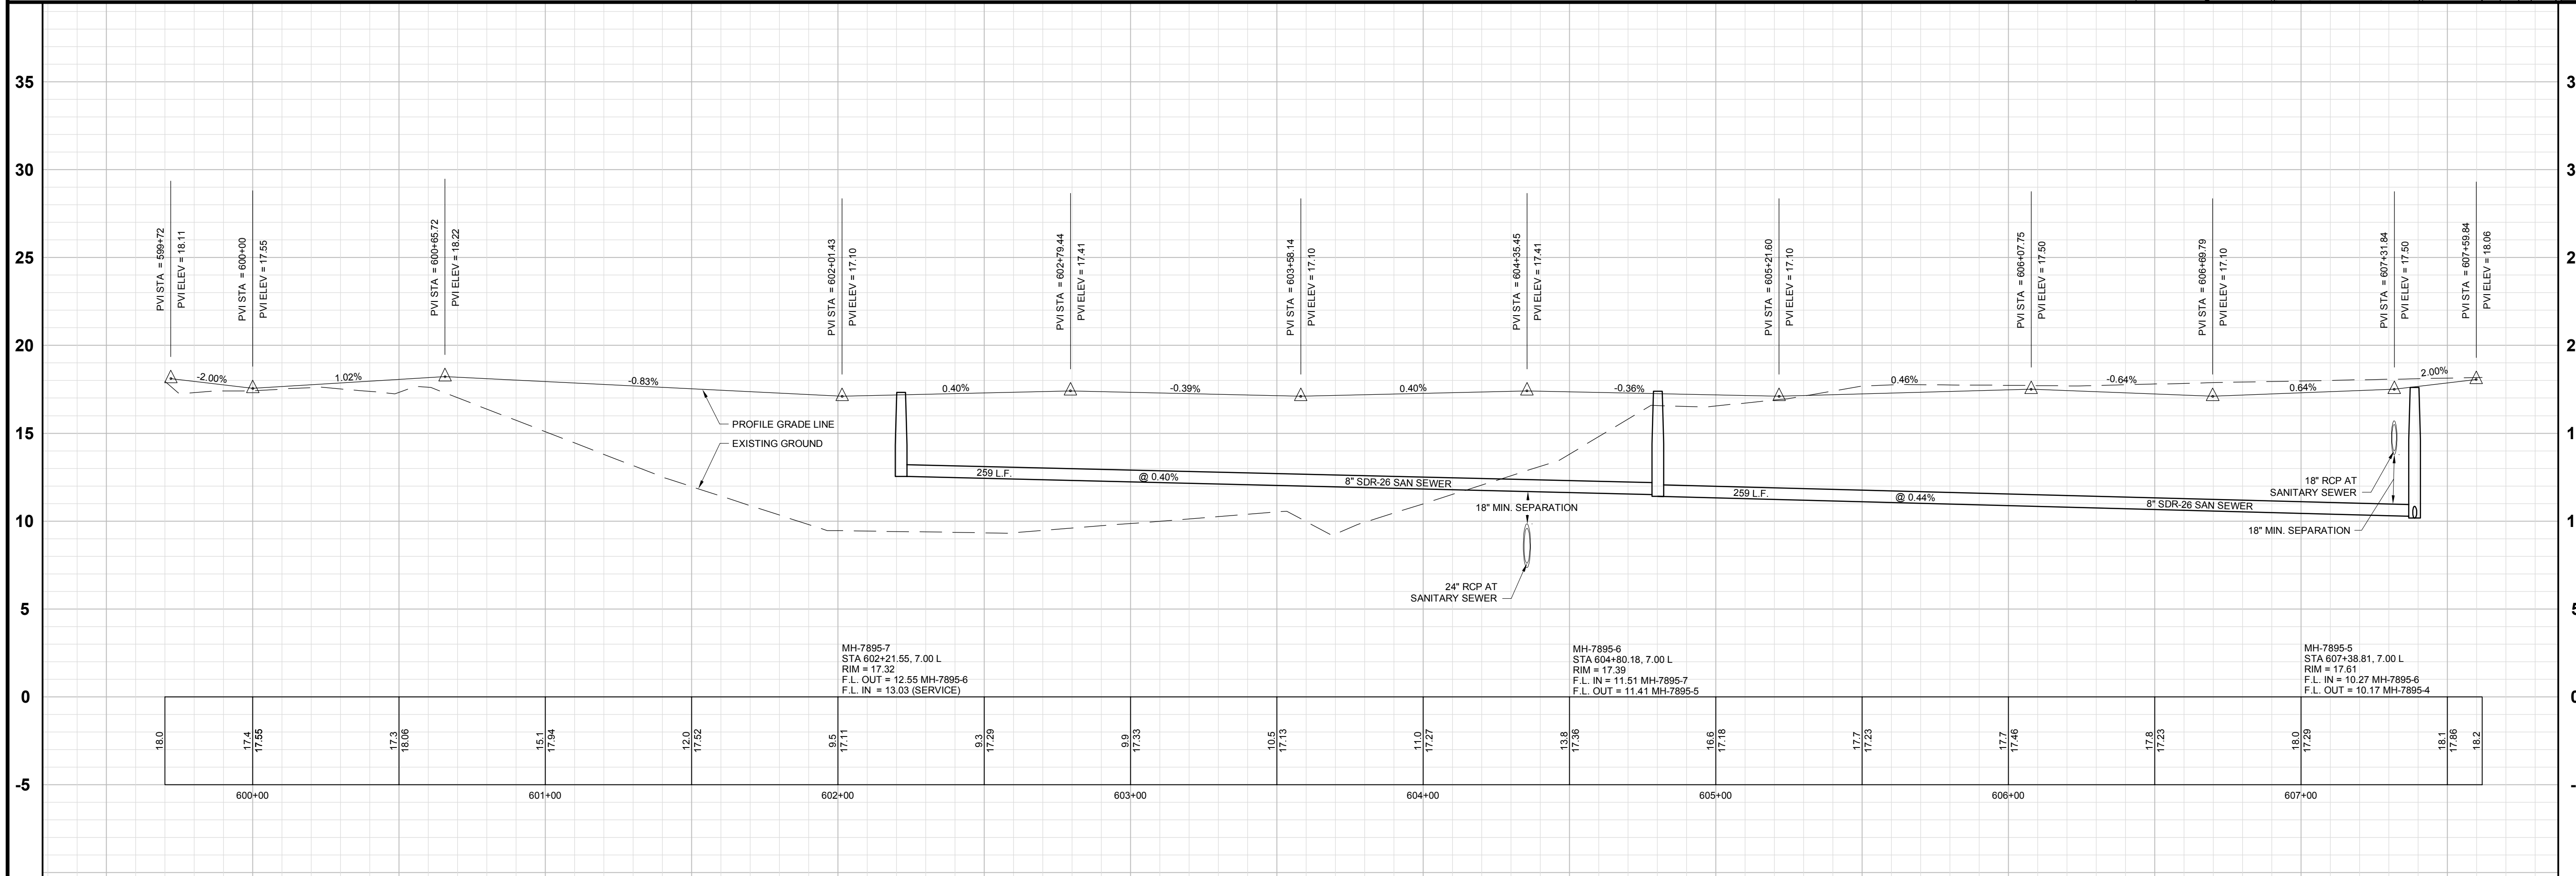 35
30
25
20
15
10
5
0
-5
PVI STA = 599+72
PVI ELEV = 18.11
PVI STA = 600+00
PVI ELEV = 17.55
PVI STA = 600+65.72
PVI ELEV = 18.22
PVI STA = 602+01.43
PVI ELEV = 17.10
PVI STA = 602+79.44
PVI ELEV = 17.41
PVI STA = 603+58.14
PVI ELEV = 17.10
PVI STA = 604+35.45
PVI ELEV = 17.41
PVI STA = 605+21.60
PVI ELEV = 17.10
PVI STA = 606+07.75
PVI ELEV = 17.50
PVI STA = 606+69.79
PVI ELEV = 17.10
PVI STA = 607+31.84
PVI ELEV = 17.50
PVI STA = 607+59.84
PVI ELEV = 18.06
-2.00%
1.02%
-0.83%
0.40%
-0.39%
0.40%
-0.36%
0.46%
-0.64%
0.64%
2.00%
PROFILE GRADE LINE
EXISTING GROUND
259 L.F.
@ 0.40%
8" SDR-26 SAN SEWER
18" MIN. SEPARATION
24" RCP AT
SANITARY SEWER
259 L.F.
@ 0.44%
8" SDR-26 SAN SEWER
18" RCP AT
SANITARY SEWER
18" MIN. SEPARATION
MH-7895-7
STA 602+21.55, 7.00 L
RIM = 17.32
F.L. OUT = 12.55 MH-7895-6
F.L. IN = 13.03 (SERVICE)
MH-7895-6
STA 604+80.18, 7.00 L
RIM = 17.39
F.L. IN = 11.51 MH-7895-7
F.L. OUT = 11.41 MH-7895-5
MH-7895-5
STA 607+38.81, 7.00 L
RIM = 17.61
F.L. IN = 10.27 MH-7895-6
F.L. OUT = 10.17 MH-7895-4
18.0
17.4
17.55
17.3
18.06
15.1
17.94
12.0
17.52
9.5
17.11
9.3
17.29
9.9
17.33
10.5
17.13
11.0
17.27
13.8
17.36
16.6
17.18
17.7
17.23
17.7
17.46
17.8
17.23
18.0
17.29
18.1
17.86
18.2
600+00
601+00
602+00
603+00
604+00
605+00
606+00
607+00